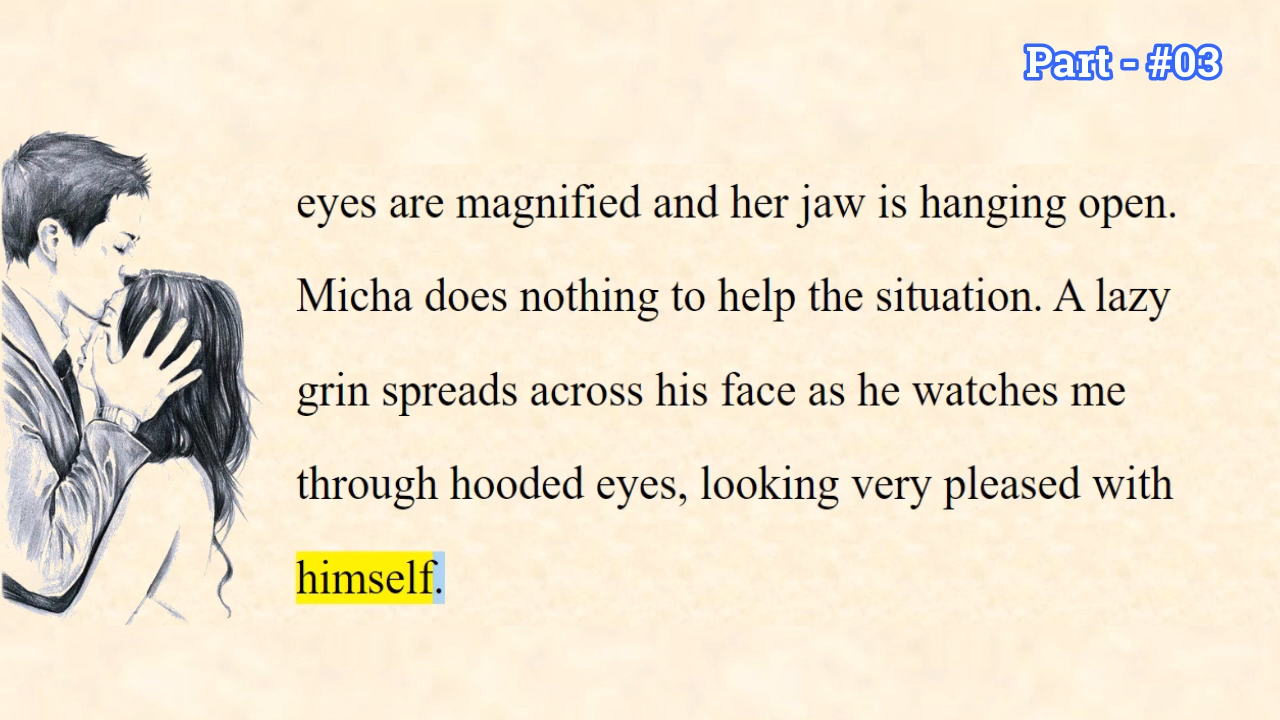 Part - #03
eyes are magnified and her jaw is hanging open.
Micha does nothing to help the situation. A lazy
grin spreads across his face as he watches me
through hooded eyes, looking very pleased with
himself.